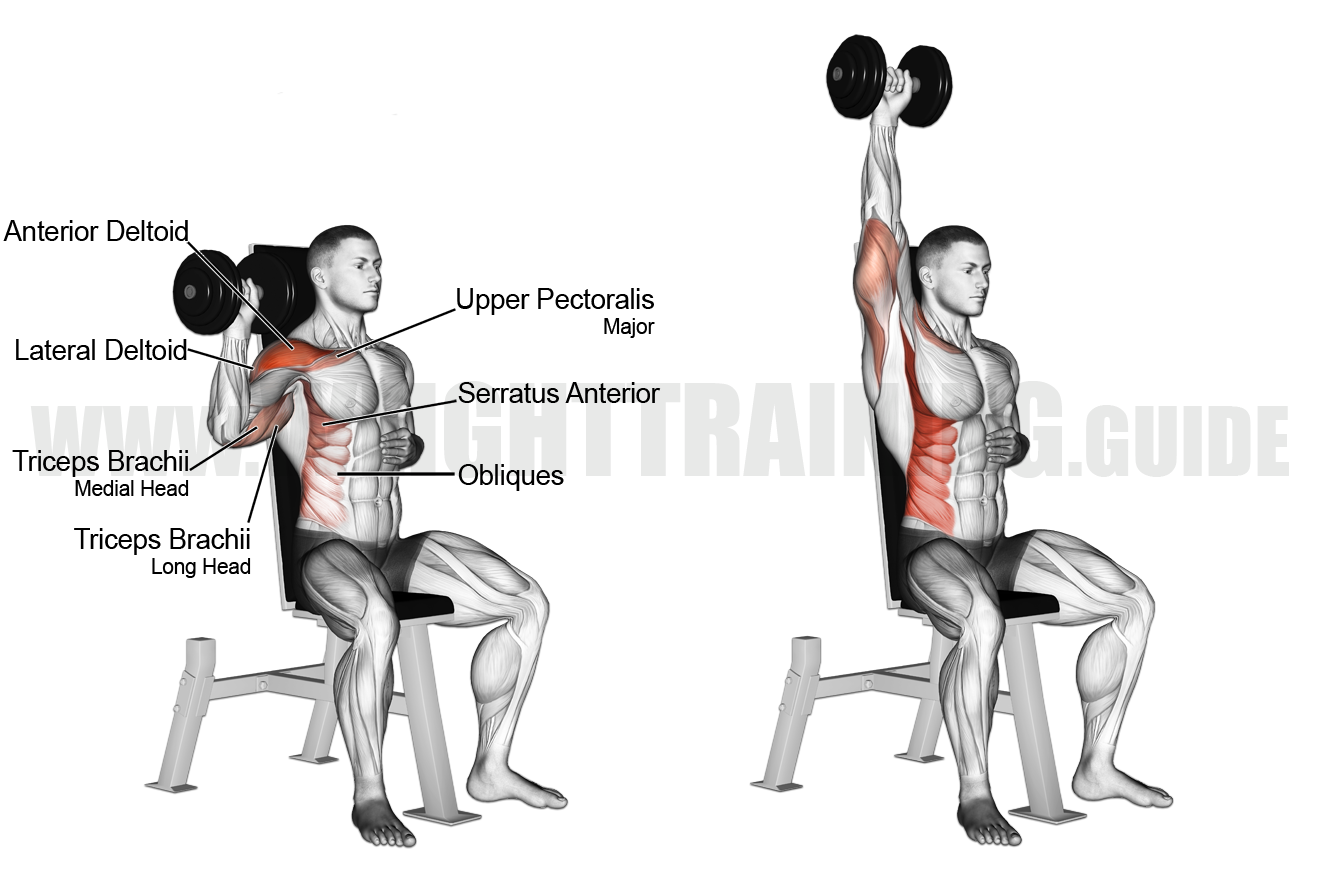 Anterior Deltoid
Upper Pectoralis
Major
Lateral Deltoid
Serratus Anterior
Triceps Brachii
Medial Head
Obliques
Triceps Brachii
Long Head
WWW.WEIGHTTRAINING.GUIDE